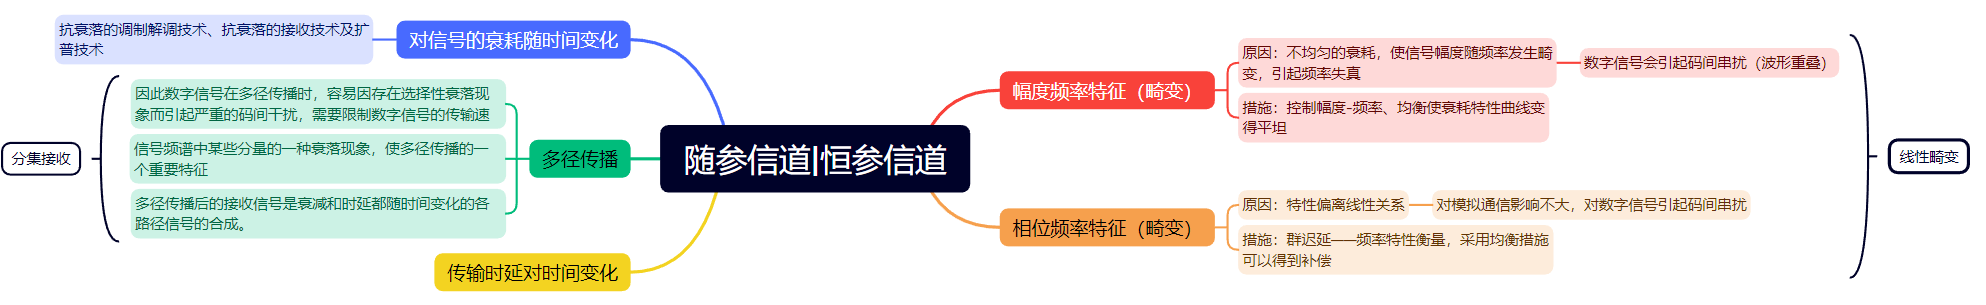 随参信道|恒参信道
对信号的衰耗随时间变化
抗衰落的调制解调技术、抗衰落的接收技术及扩
普技术
多径传播
因此数字信号在多径传播时，容易因存在选择性衰落现
象而引起严重的码间干扰，需要限制数字信号的传输速
信号频谱中某些分量的一种衰落现象，使多径传播的一
个重要特征
多径传播后的接收信号是衰减和时延都随时间变化的各
路径信号的合成。
分集接收
传输时延对时间变化
幅度频率特征（畸变）
原因：不均匀的衰耗，使信号幅度随频率发生畸
变，引起频率失真
数字信号会引起码间串扰（波形重叠）
措施：控制幅度-频率、均衡使衰耗特性曲线变
得平坦
相位频率特征（畸变）
原因：特性偏离线性关系
对模拟通信影响不大，对数字信号引起码间串扰
措施：群迟延——频率特性衡量，采用均衡措施
可以得到补偿
线性畸变